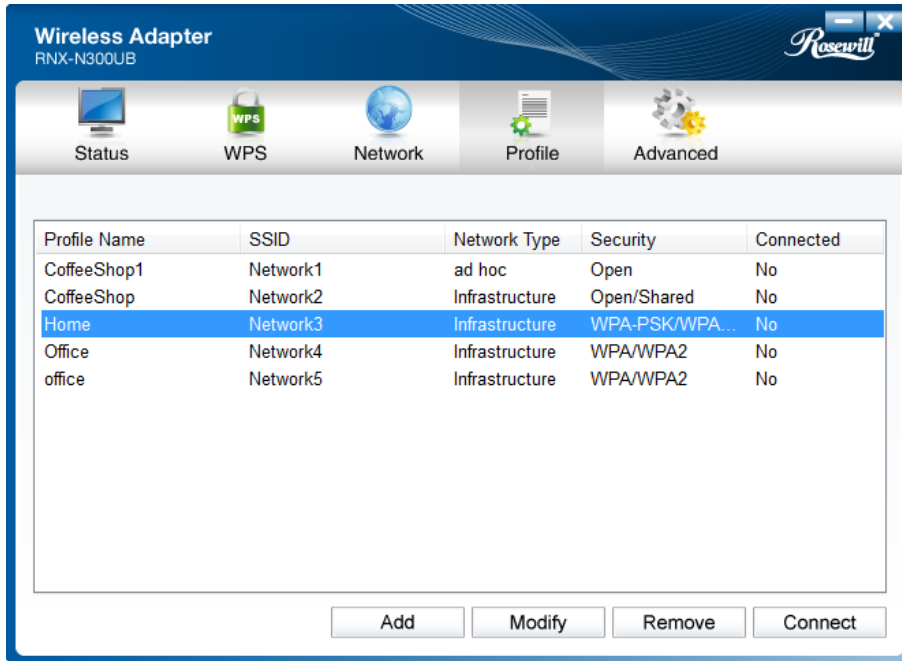 Wireless Adapter
RNX-N300UB
Rosewill
WPS
Status WPS Network Profile Advanced
Profile Name SSID Network Type Security Connected
CoffeeShop1 Network1 ad hoc Open No
CoffeeShop Network2 Infrastructure Open/Shared No
Home Network3 Infrastructure WPA-PSK/WPA... No
Office Network4 Infrastructure WPA/WPA2 No
office Network5 Infrastructure WPA/WPA2 No
Add Modify Remove Connect